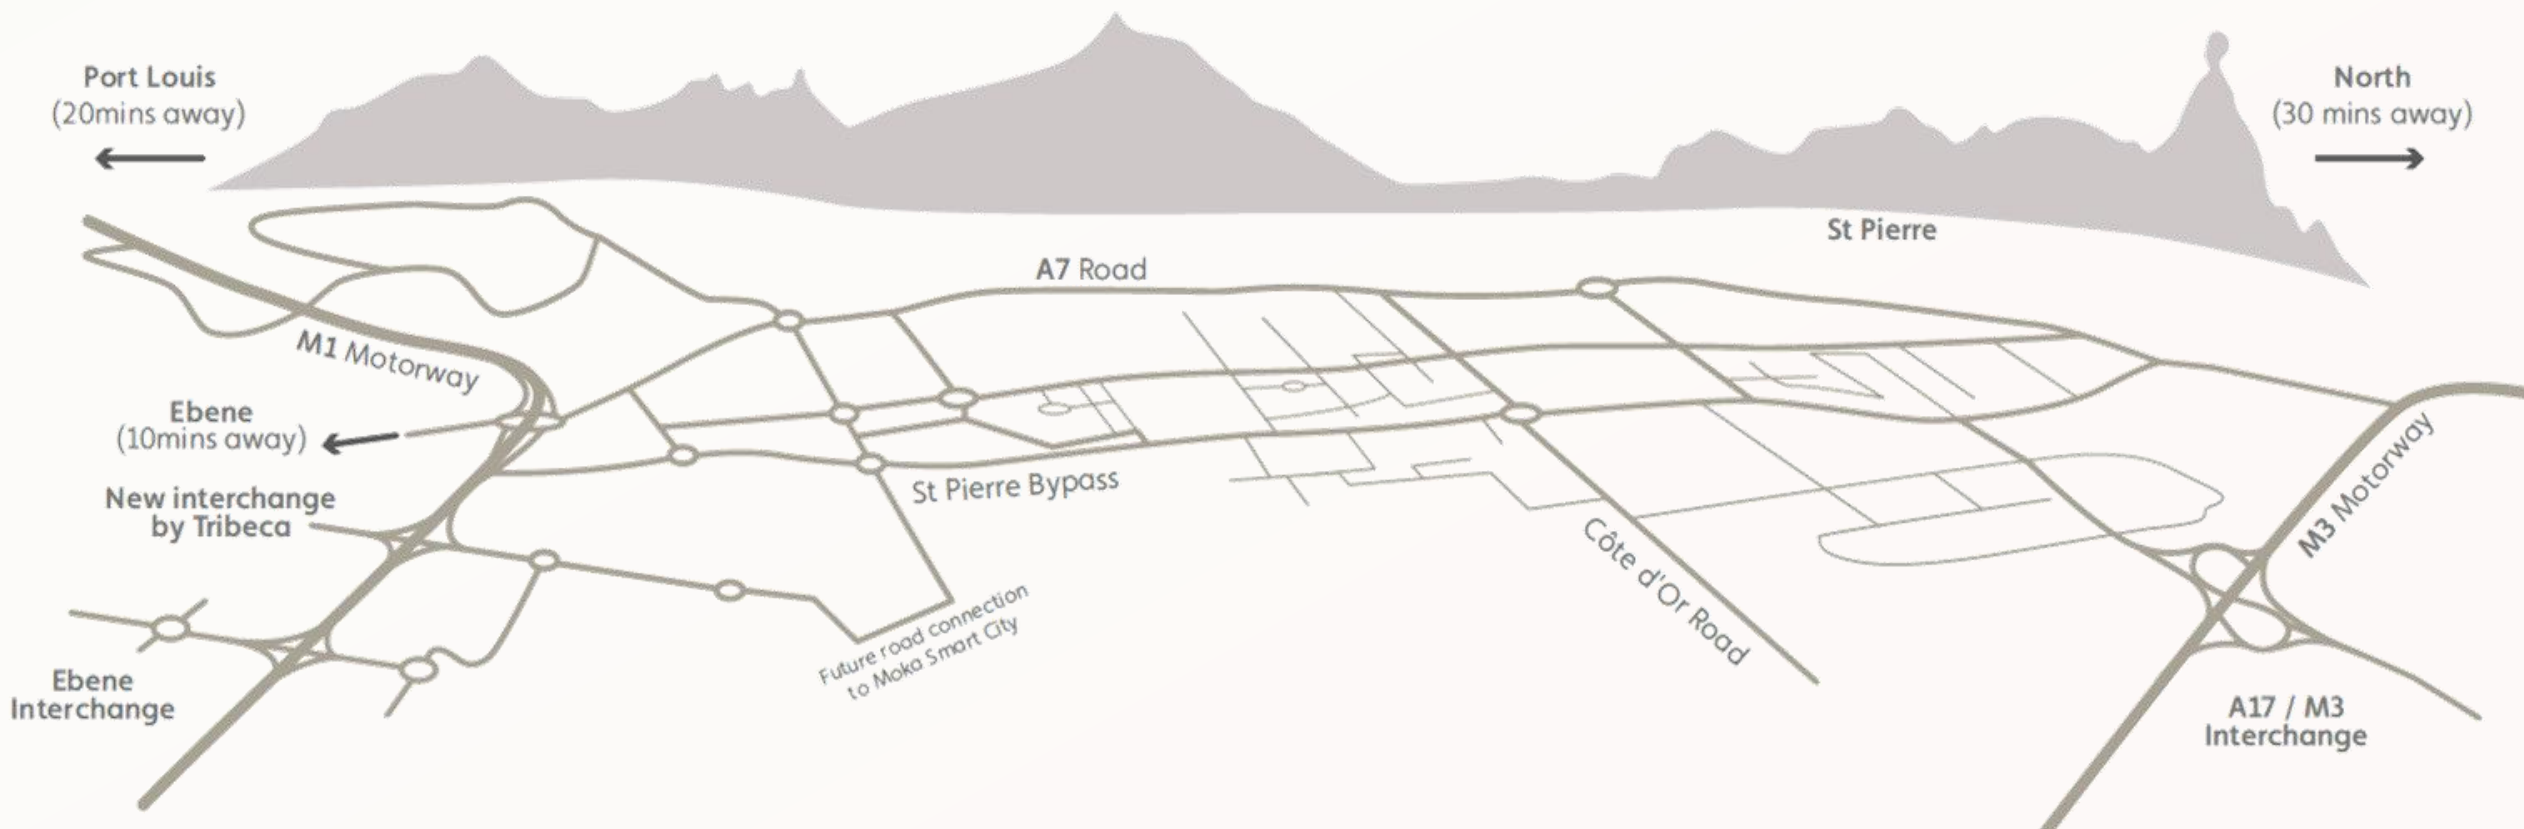 Port Louis
(20mins away)
North
(30 mins away)
St Pierre
A7 Road
M1 Motorway
Ebene
(10mins away)
New interchange
by Tribeca
St Pierre Bypass
M3 Motorway
Côte d'Or Road
Future road connection
to Moka Smart City
Ebene
Interchange
A17 / M3
Interchange